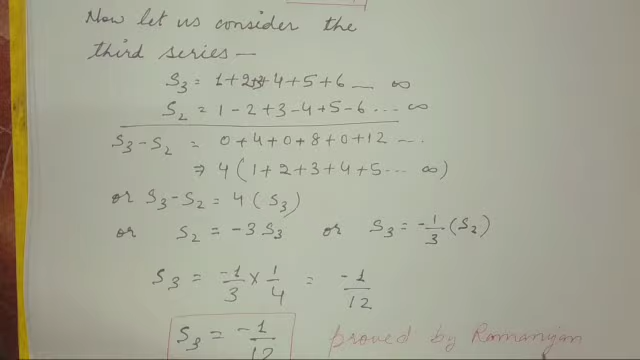 Now let us consider the
third series —
S₃ = 1+2+3+4+5+6 ... ∞
S₂ = 1-2+3-4+5-6 ... ∞
S₃-S₂ = 0+4+0+8+0+12 ....
⇒ 4(1+2+3+4+5... ∞)
or S₃-S₂ = 4(S₃)
or S₂ = -3S₃ or S₃ = -1/3 (S₂)
S₃ = -1/3 × 1/4 = -1/12
S₃ = -1/12 proved by Ramanujan